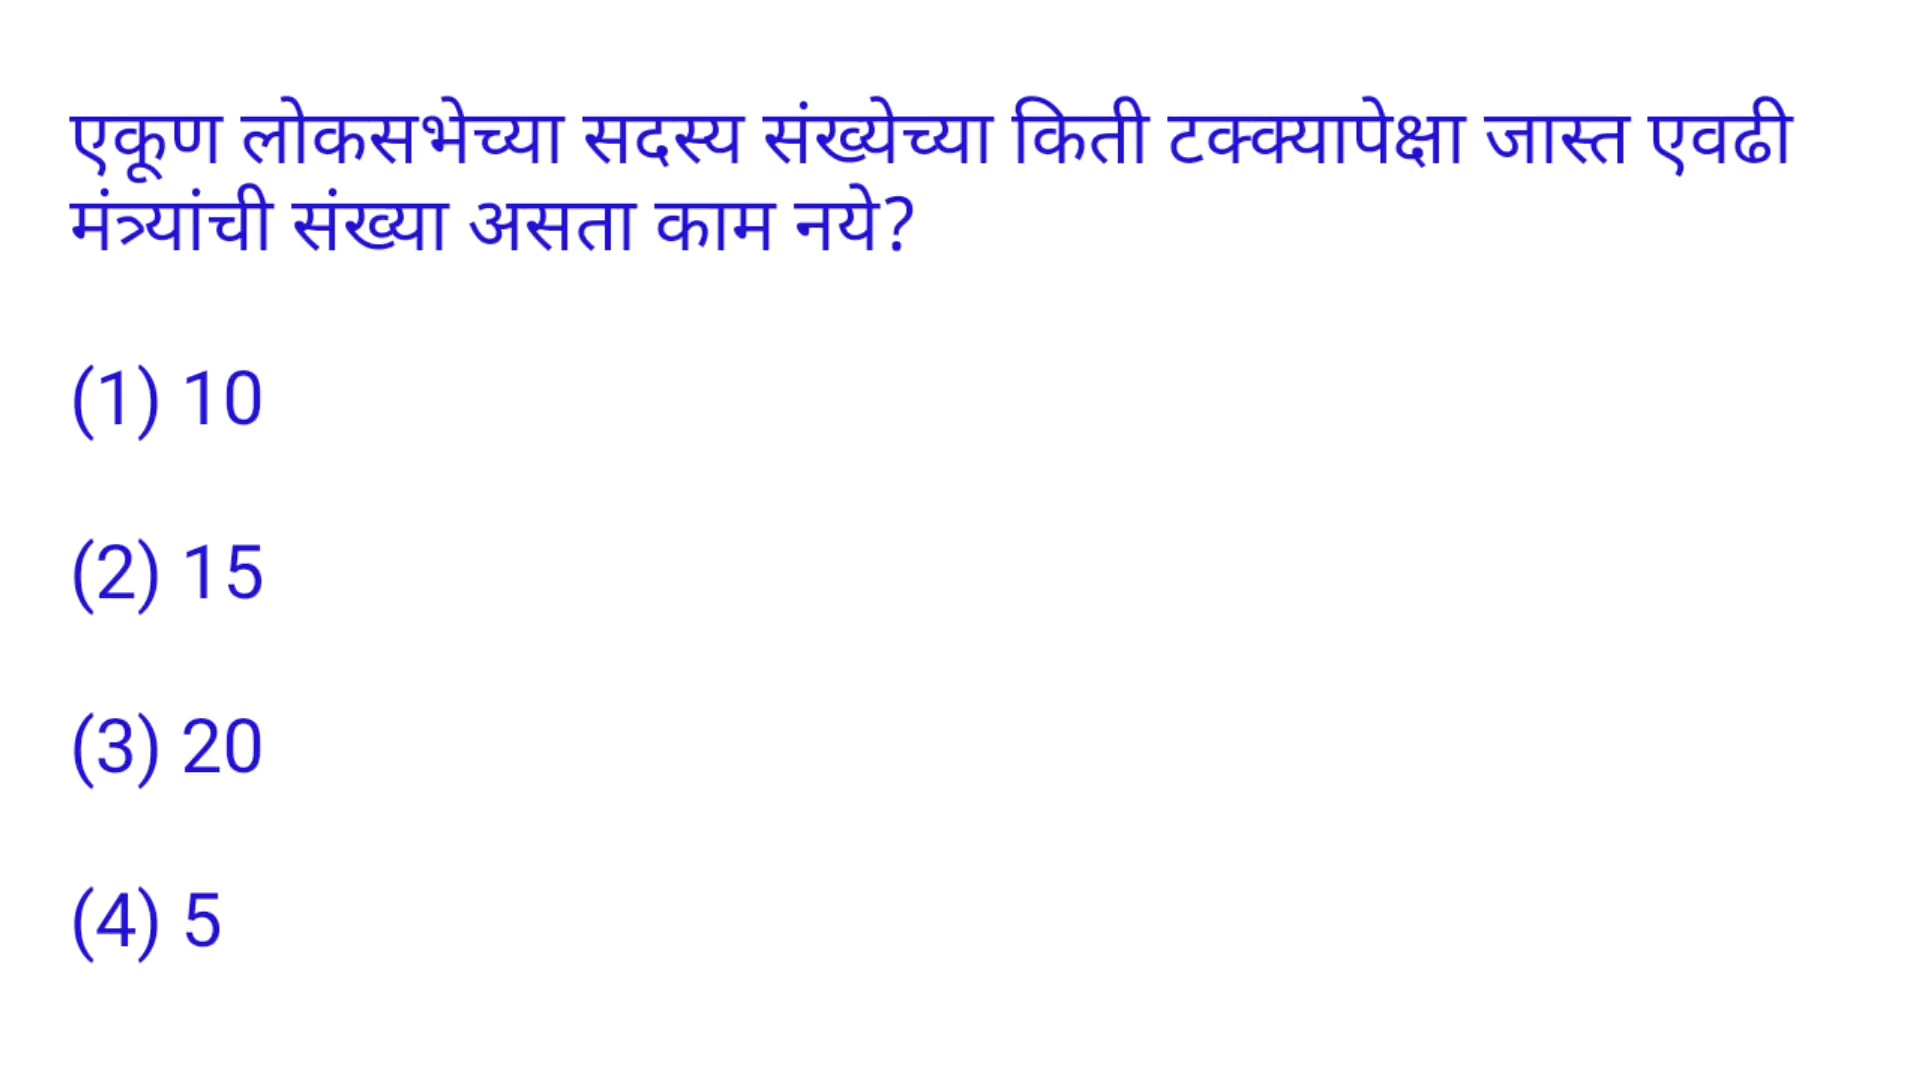 एकूण लोकसभेच्या सदस्य संख्येच्या किती टक्क्यापेक्षा जास्त एवढी
मंत्र्यांची संख्या असता काम नये?
(1) 10
(2) 15
(3) 20
(4) 5